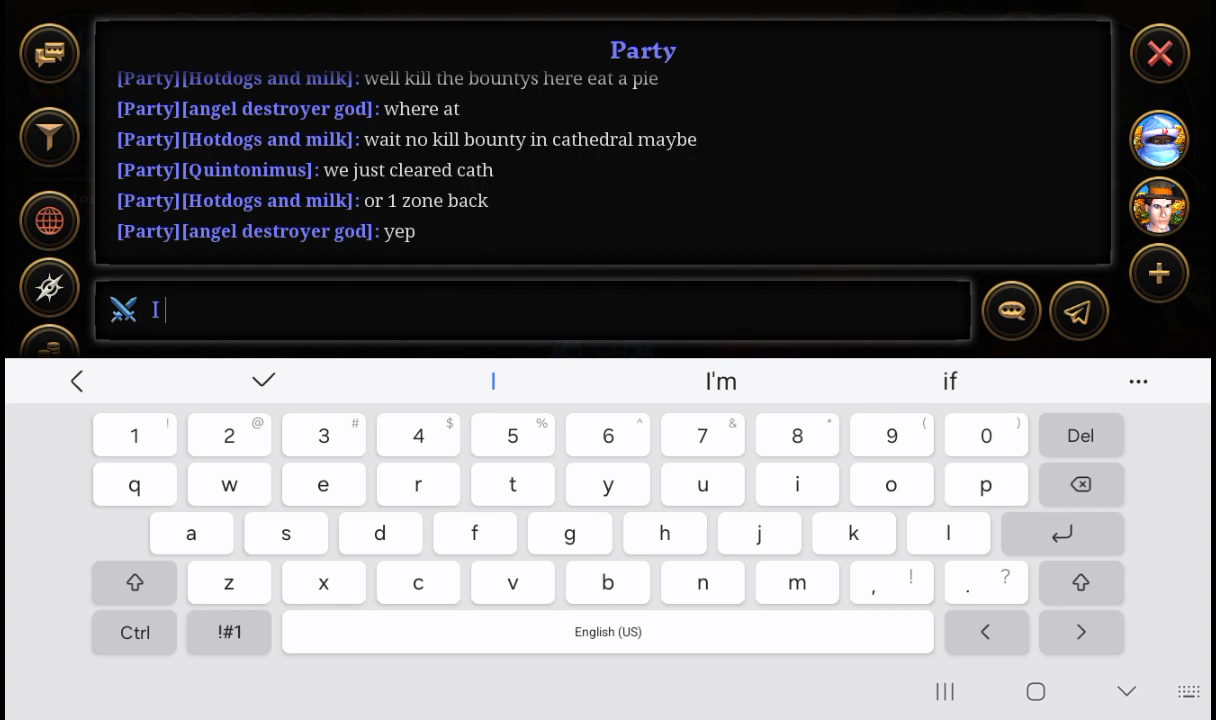 Party
[Party][Hotdogs and milk]: well kill the bountys here eat a pie
[Party][angel destroyer god]: where at
[Party][Hotdogs and milk]: wait no kill bounty in cathedral maybe
[Party][Quintonimus]: we just cleared cath
[Party][Hotdogs and milk]: or 1 zone back
[Party][angel destroyer god]: yep
I
I I'm if ...
1 ! 2 @ 3 # 4 $ 5 % 6 ^ 7 & 8 * 9 ( 0 ) Del
q w e r t y u i o p
a s d f g h j k l
z x c v b n m , ! . ?
Ctrl !#1 English (US) < >